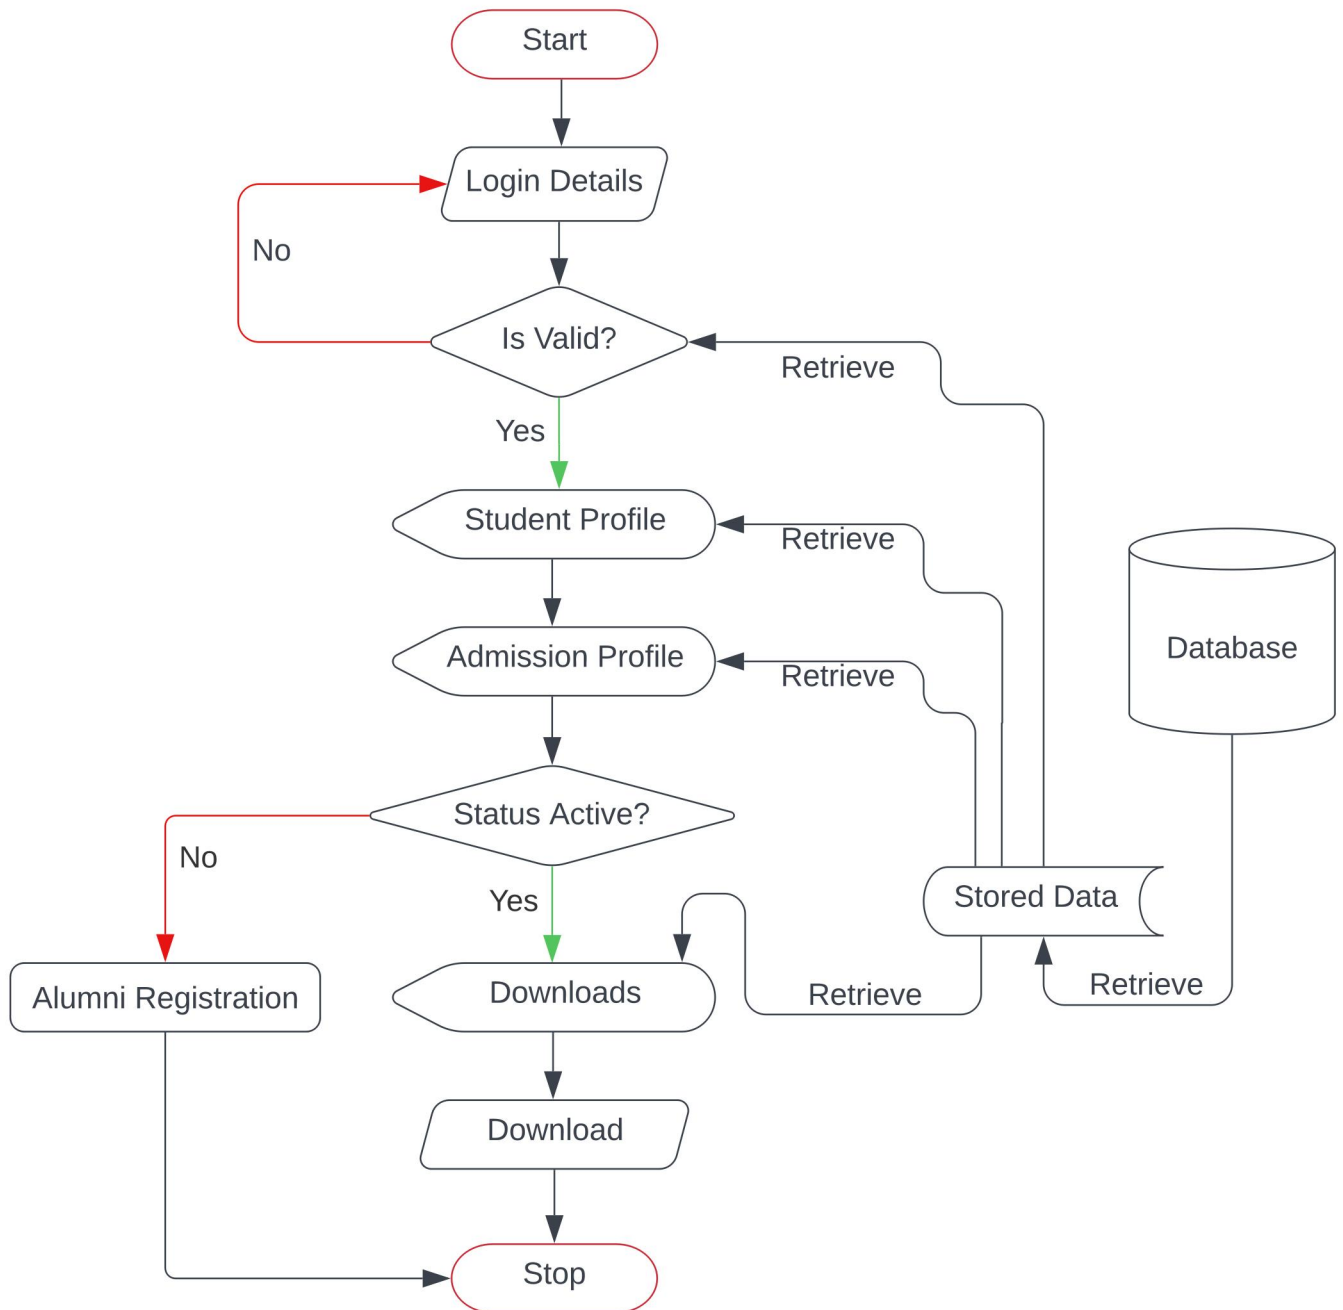 Start
Login Details
No
Is Valid?
Retrieve
Yes
Student Profile
Retrieve
Admission Profile
Retrieve
Database
Status Active?
No
Yes
Stored Data
Alumni Registration
Downloads
Retrieve
Retrieve
Download
Stop